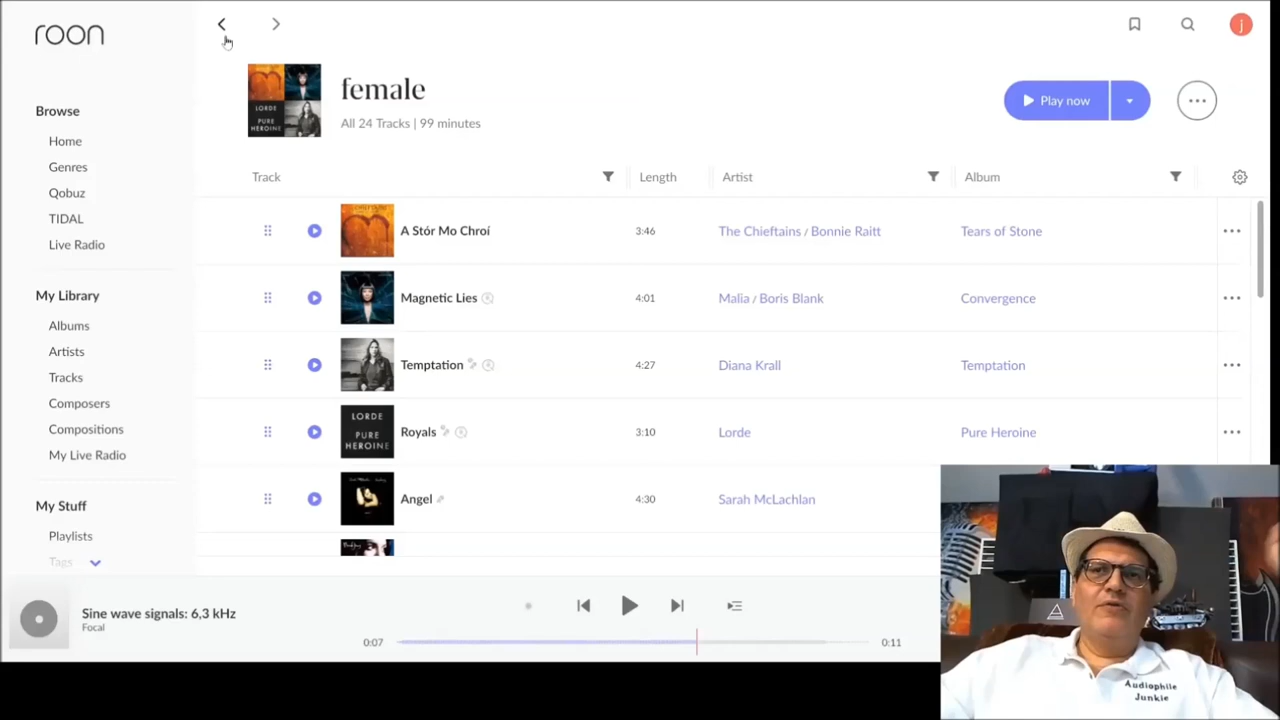 roon
j
Browse
Home
Genres
Qobuz
TIDAL
Live Radio
My Library
Albums
Artists
Tracks
Composers
Compositions
My Live Radio
My Stuff
Playlists
Tags
female
All 24 Tracks | 99 minutes
Play now
LORDE
PURE
HEROINE
Track Length Artist Album
A Stór Mo Chroí 3:46 The Chieftains / Bonnie Raitt Tears of Stone
Magnetic Lies 4:01 Malia / Boris Blank Convergence
Temptation 4:27 Diana Krall Temptation
LORDE
PURE
HEROINE
Royals 3:10 Lorde Pure Heroine
Angel 4:30 Sarah McLachlan
Sine wave signals: 6,3 kHz
Focal
0:07 0:11
Audiophile
Junkie